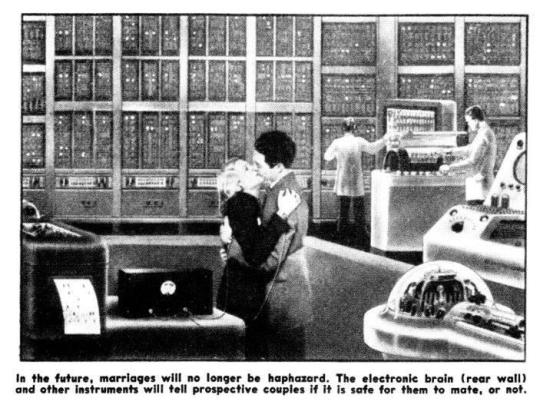 In the future, marriages will no longer be haphazard. The electronic brain (rear wall)
and other instruments will tell prospective couples if it is safe for them to mate, or not.